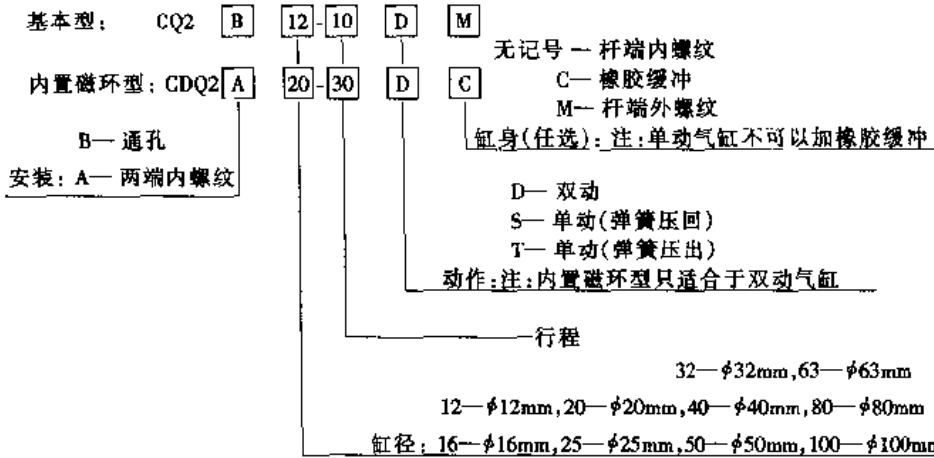 基本型: CQ2 B 12-10 D M
无记号 — 杆端内螺纹
内置磁环型: CDQ2 A 20-30 D C
C— 橡胶缓冲
M— 杆端外螺纹
B— 通孔
缸身(任选): 注:单动气缸不可以加橡胶缓冲
安装: A— 两端内螺纹
D— 双动
S— 单动(弹簧压回)
T— 单动(弹簧压出)
动作:注:内置磁环型只适合于双动气缸
行程
32—ϕ32mm,63—ϕ63mm
12—ϕ12mm,20—ϕ20mm,40—ϕ40mm,80—ϕ80mm
缸径: 16—ϕ16mm,25—ϕ25mm,50—ϕ50mm,100—ϕ100mm